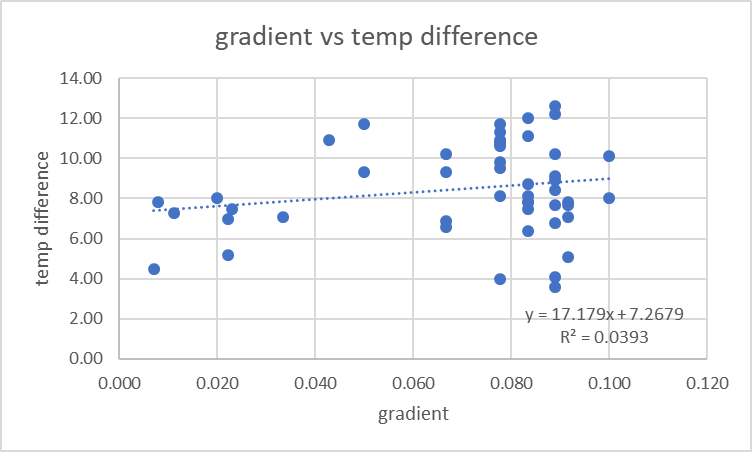 gradient vs temp difference
14.00
12.00
10.00
8.00
6.00
4.00
2.00
0.00
temp difference
y = 17.179x + 7.2679
R² = 0.0393
0.000 0.020 0.040 0.060 0.080 0.100 0.120
gradient